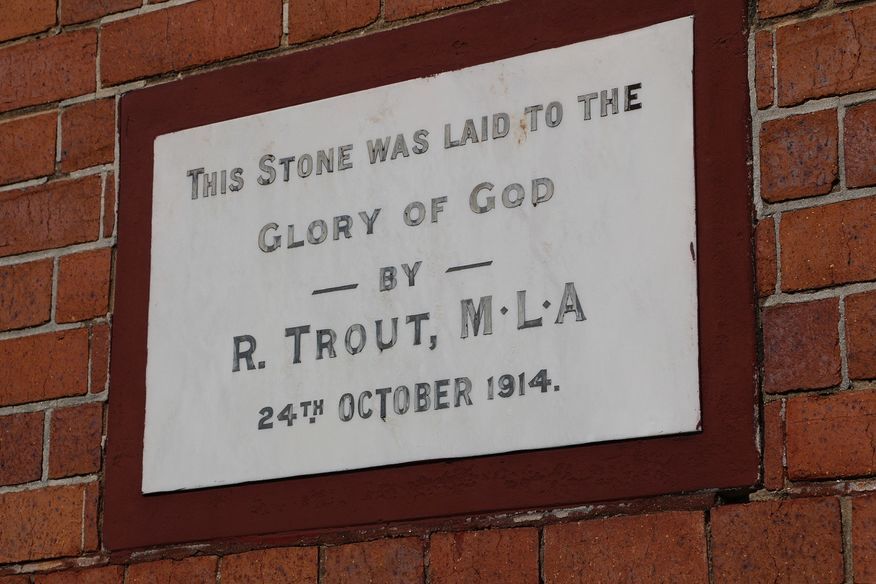 THIS STONE WAS LAID TO THE
GLORY OF GOD
— BY —
R. TROUT, M·L·A
24TH OCTOBER 1914.